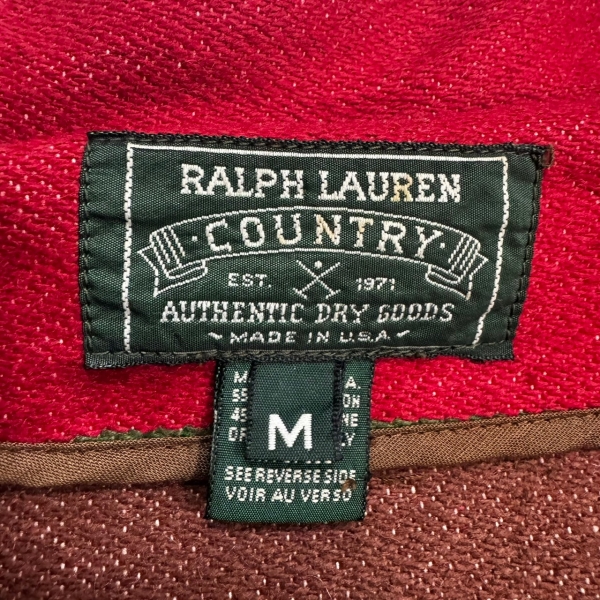 RALPH LAUREN
· COUNTRY ·
EST. 1971
AUTHENTIC DRY GOODS
~ MADE IN U.S.A. ~
M
SEE REVERSE SIDE
VOIR AU VERSO